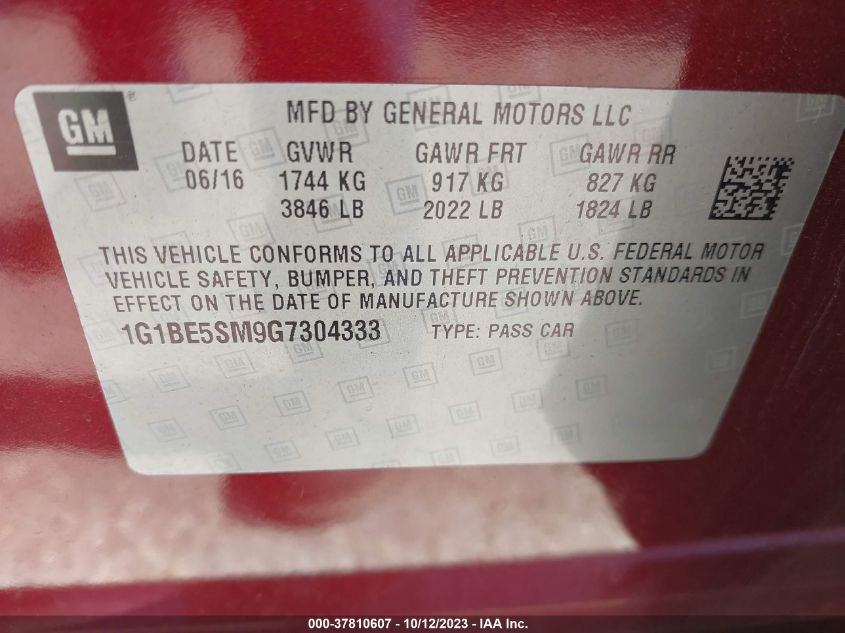 GM
MFD BY GENERAL MOTORS LLC
DATE GVWR GAWR FRT GAWR RR
06/16 1744 KG 917 KG 827 KG
3846 LB 2022 LB 1824 LB
THIS VEHICLE CONFORMS TO ALL APPLICABLE U.S. FEDERAL MOTOR
VEHICLE SAFETY, BUMPER, AND THEFT PREVENTION STANDARDS IN
EFFECT ON THE DATE OF MANUFACTURE SHOWN ABOVE.
1G1BE5SM9G7304333 TYPE: PASS CAR
000-37810607 - 10/12/2023 - IAA Inc.